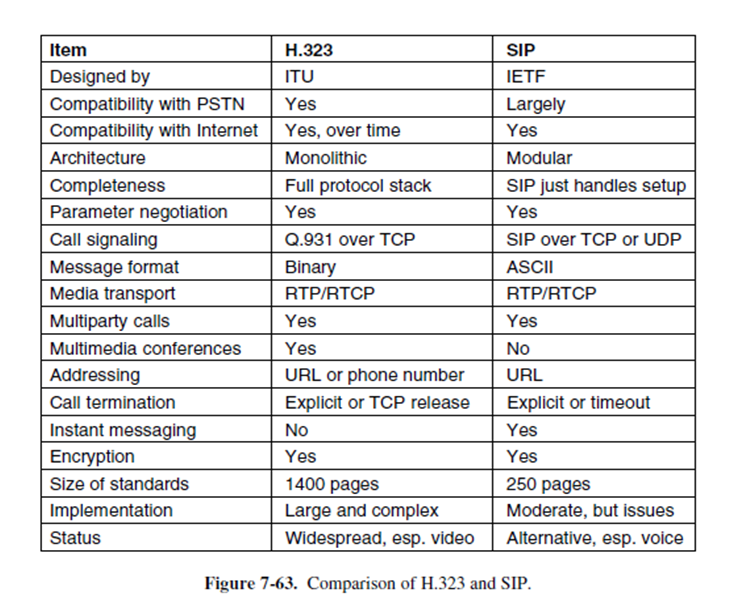 Item H.323 SIP
Designed by ITU IETF
Compatibility with PSTN Yes Largely
Compatibility with Internet Yes, over time Yes
Architecture Monolithic Modular
Completeness Full protocol stack SIP just handles setup
Parameter negotiation Yes Yes
Call signaling Q.931 over TCP SIP over TCP or UDP
Message format Binary ASCII
Media transport RTP/RTCP RTP/RTCP
Multiparty calls Yes Yes
Multimedia conferences Yes No
Addressing URL or phone number URL
Call termination Explicit or TCP release Explicit or timeout
Instant messaging No Yes
Encryption Yes Yes
Size of standards 1400 pages 250 pages
Implementation Large and complex Moderate, but issues
Status Widespread, esp. video Alternative, esp. voice
Figure 7-63. Comparison of H.323 and SIP.